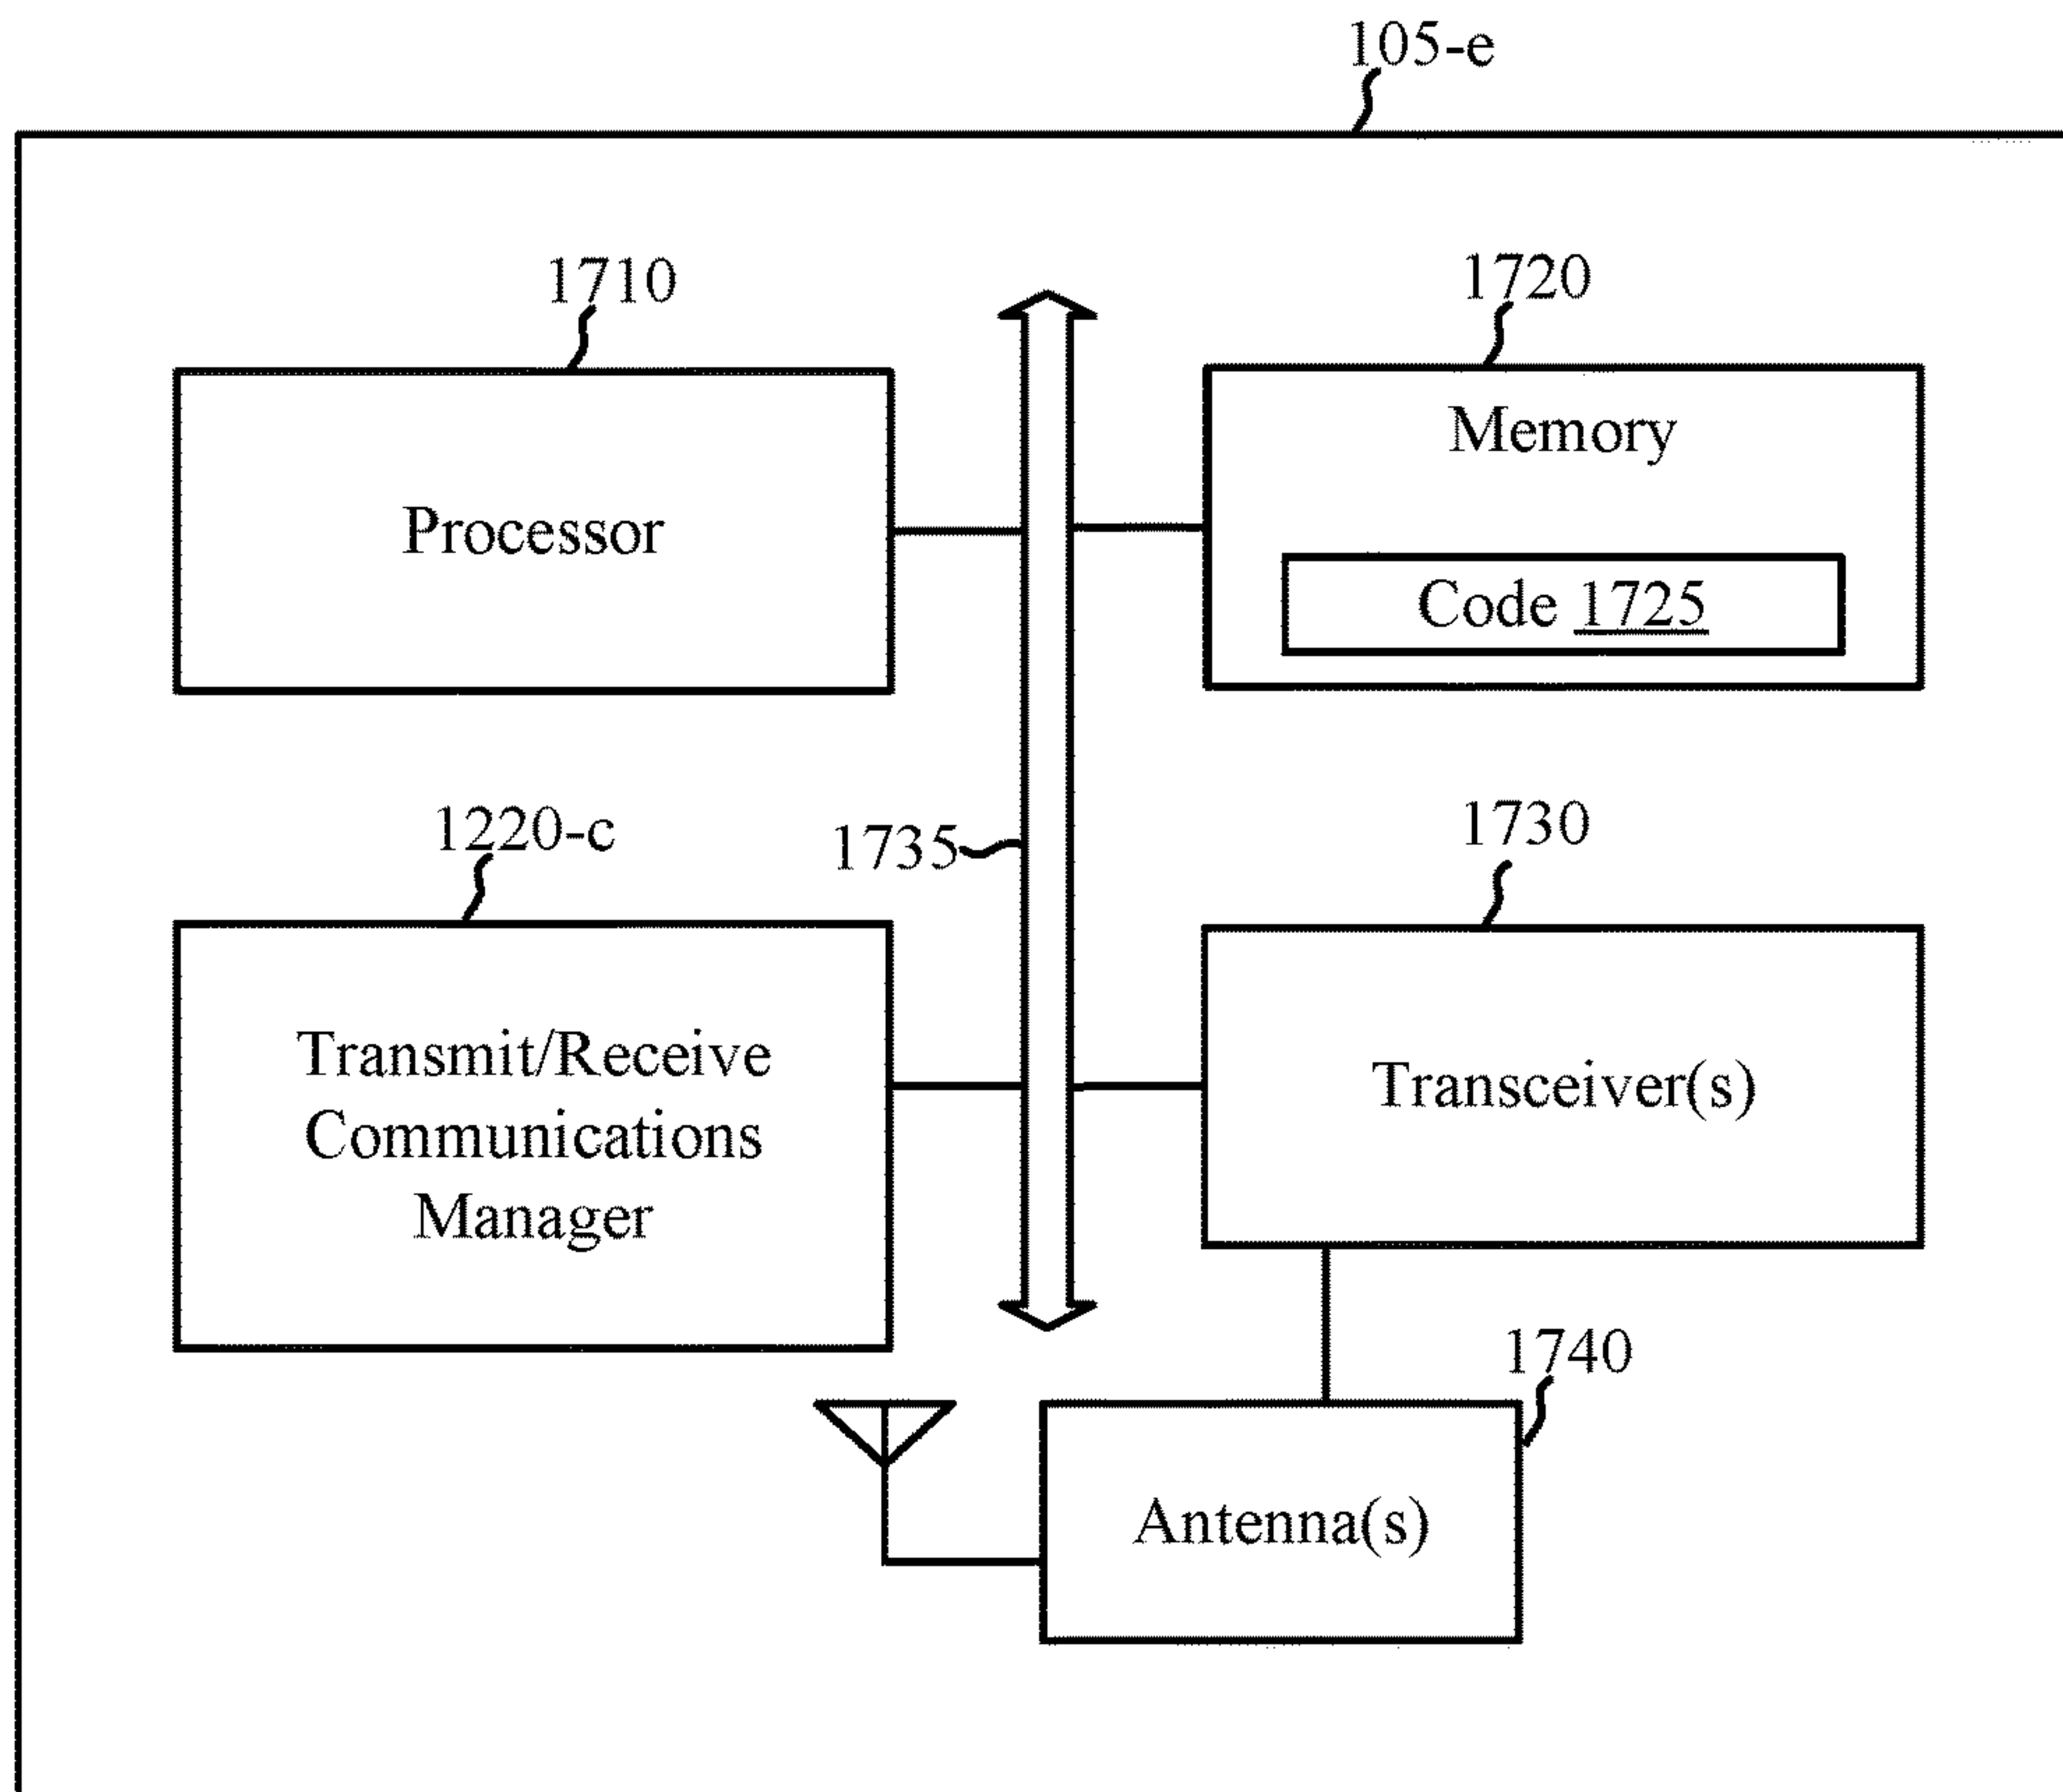 105-e
1710
1720
Processor
Memory
Code 1725
1220-c
1735
1730
Transmit/Receive
Communications
Manager
Transceiver(s)
1740
Antenna(s)